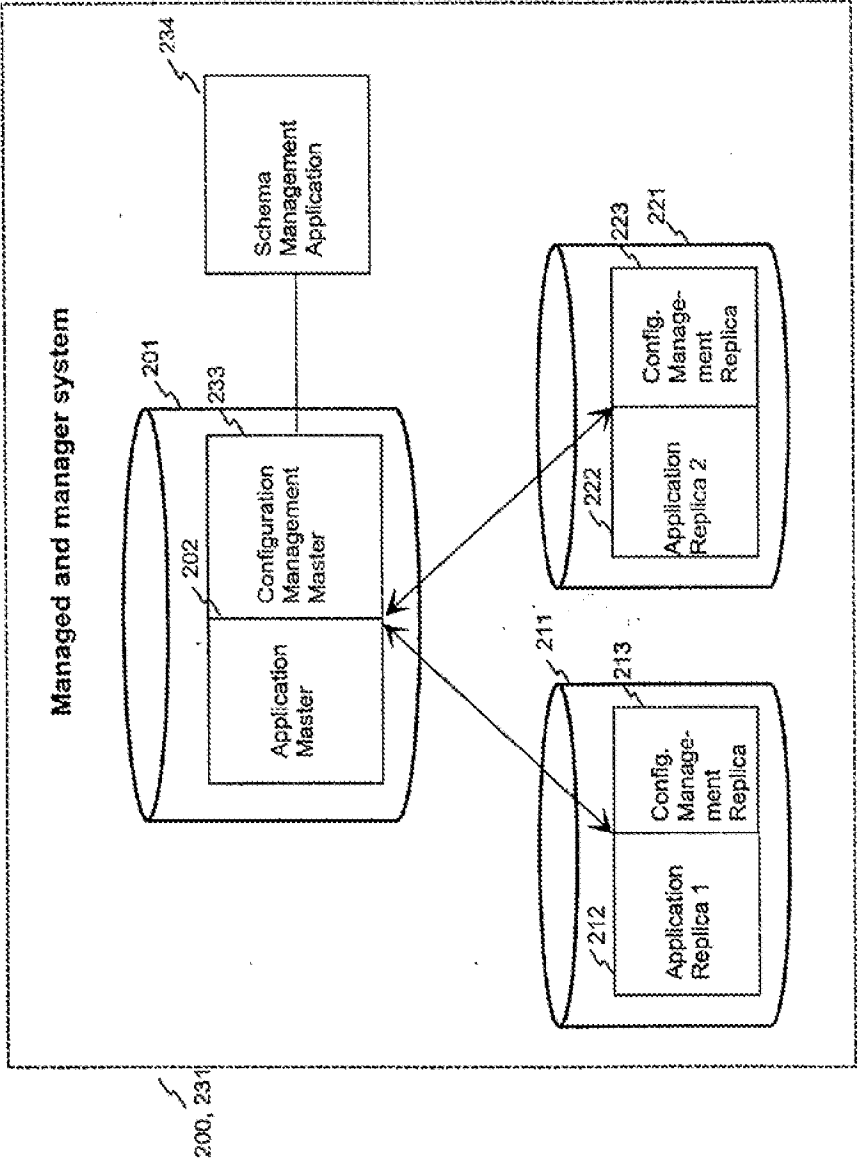 Managed and manager system
201
202
233
234
Application
Master
Configuration
Management
Master
Schema
Management
Application
211
212
213
Application
Replica 1
Config.
Manage-
ment
Replica
221
222
223
Application
Replica 2
Config.
Manage-
ment
Replica
200, 231